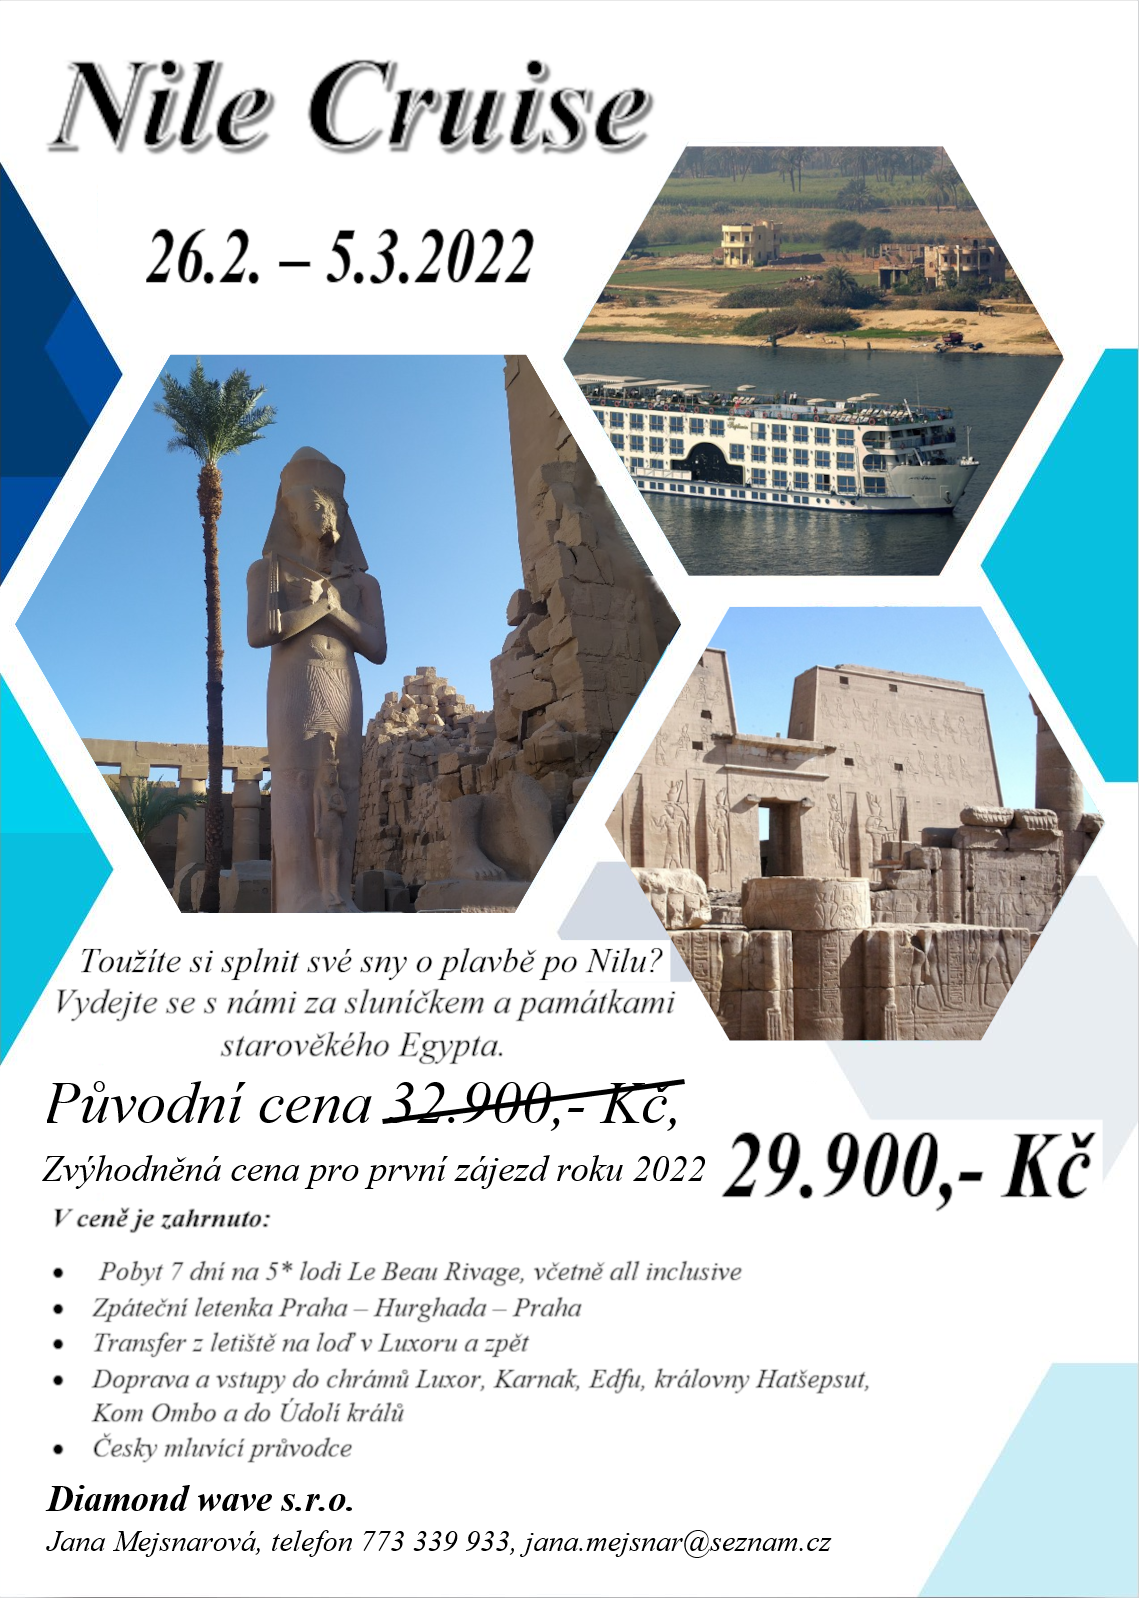 Nile Cruise
26.2. – 5.3.2022
Toužíte si splnit své sny o plavbě po Nilu?
Vydejte se s námi za sluníčkem a památkami
starověkého Egypta.
Původní cena 32.900,- Kč,
Zvýhodněná cena pro první zájezd roku 2022 29.900,- Kč
V ceně je zahrnuto:
• Pobyt 7 dní na 5* lodi Le Beau Rivage, včetně all inclusive
• Zpáteční letenka Praha – Hurghada – Praha
• Transfer z letiště na loď v Luxoru a zpět
• Doprava a vstupy do chrámů Luxor, Karnak, Edfu, královny Hatšepsut,
Kom Ombo a do Údolí králů
• Česky mluvící průvodce
Diamond wave s.r.o.
Jana Mejsnarová, telefon 773 339 933, jana.mejsnar@seznam.cz